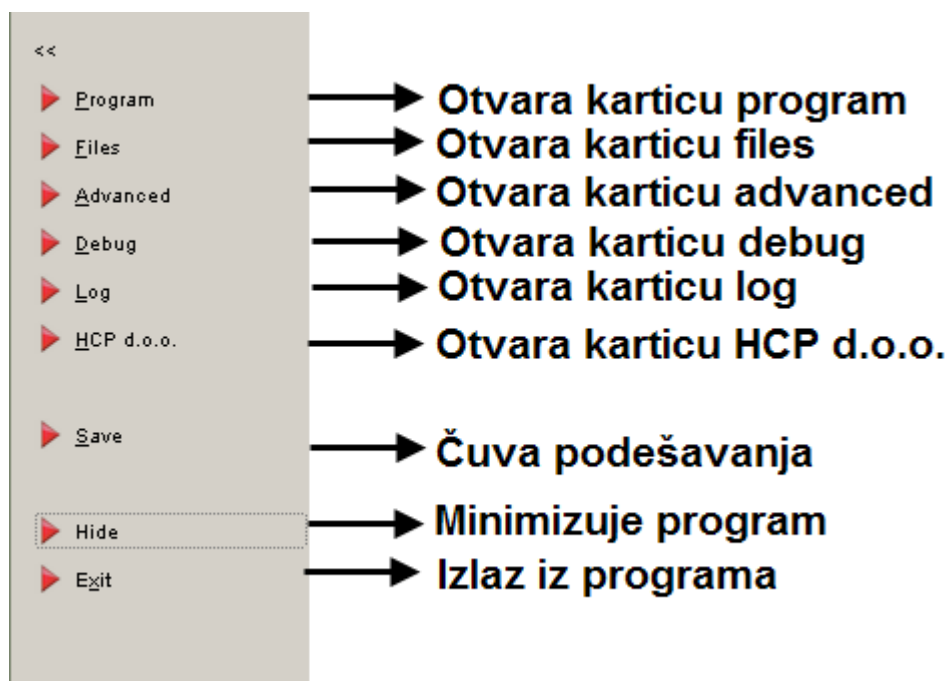 <<
Program
Otvara karticu program
Files
Otvara karticu files
Advanced
Otvara karticu advanced
Debug
Otvara karticu debug
Log
Otvara karticu log
HCP d.o.o.
Otvara karticu HCP d.o.o.
Save
Čuva podešavanja
Hide
Minimizuje program
Exit
Izlaz iz programa